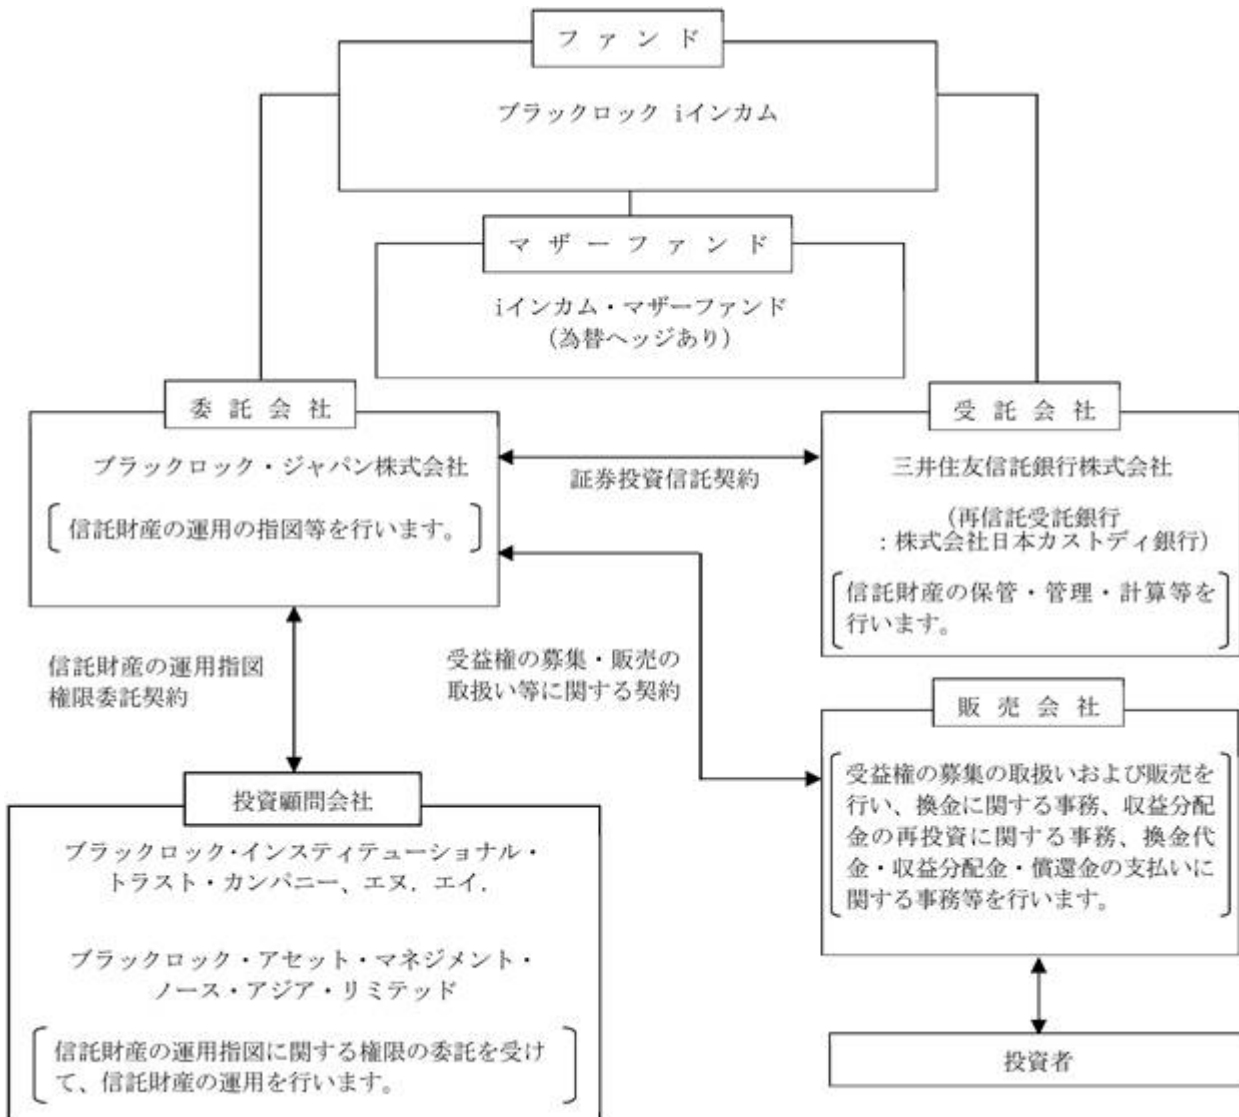 ファンド
ブラックロック iインカム
マザーファンド
iインカム・マザーファンド
(為替ヘッジあり)
委託会社
ブラックロック・ジャパン株式会社
信託財産の運用の指図等を行います。
証券投資信託契約
受託会社
三井住友信託銀行株式会社
(再信託受託銀行
:株式会社日本カストディ銀行)
信託財産の保管・管理・計算等を
行います。
信託財産の運用指図
権限委託契約
受益権の募集・販売の
取扱い等に関する契約
販売会社
受益権の募集の取扱いおよび販売を
行い、換金に関する事務、収益分配
金の再投資に関する事務、換金代
金・収益分配金・償還金の支払いに
関する事務等を行います。
投資顧問会社
ブラックロック・インスティテューショナル・
トラスト・カンパニー、エヌ.エイ.
ブラックロック・アセット・マネジメント・
ノース・アジア・リミテッド
信託財産の運用指図に関する権限の委託を受け
て、信託財産の運用を行います。
投資者